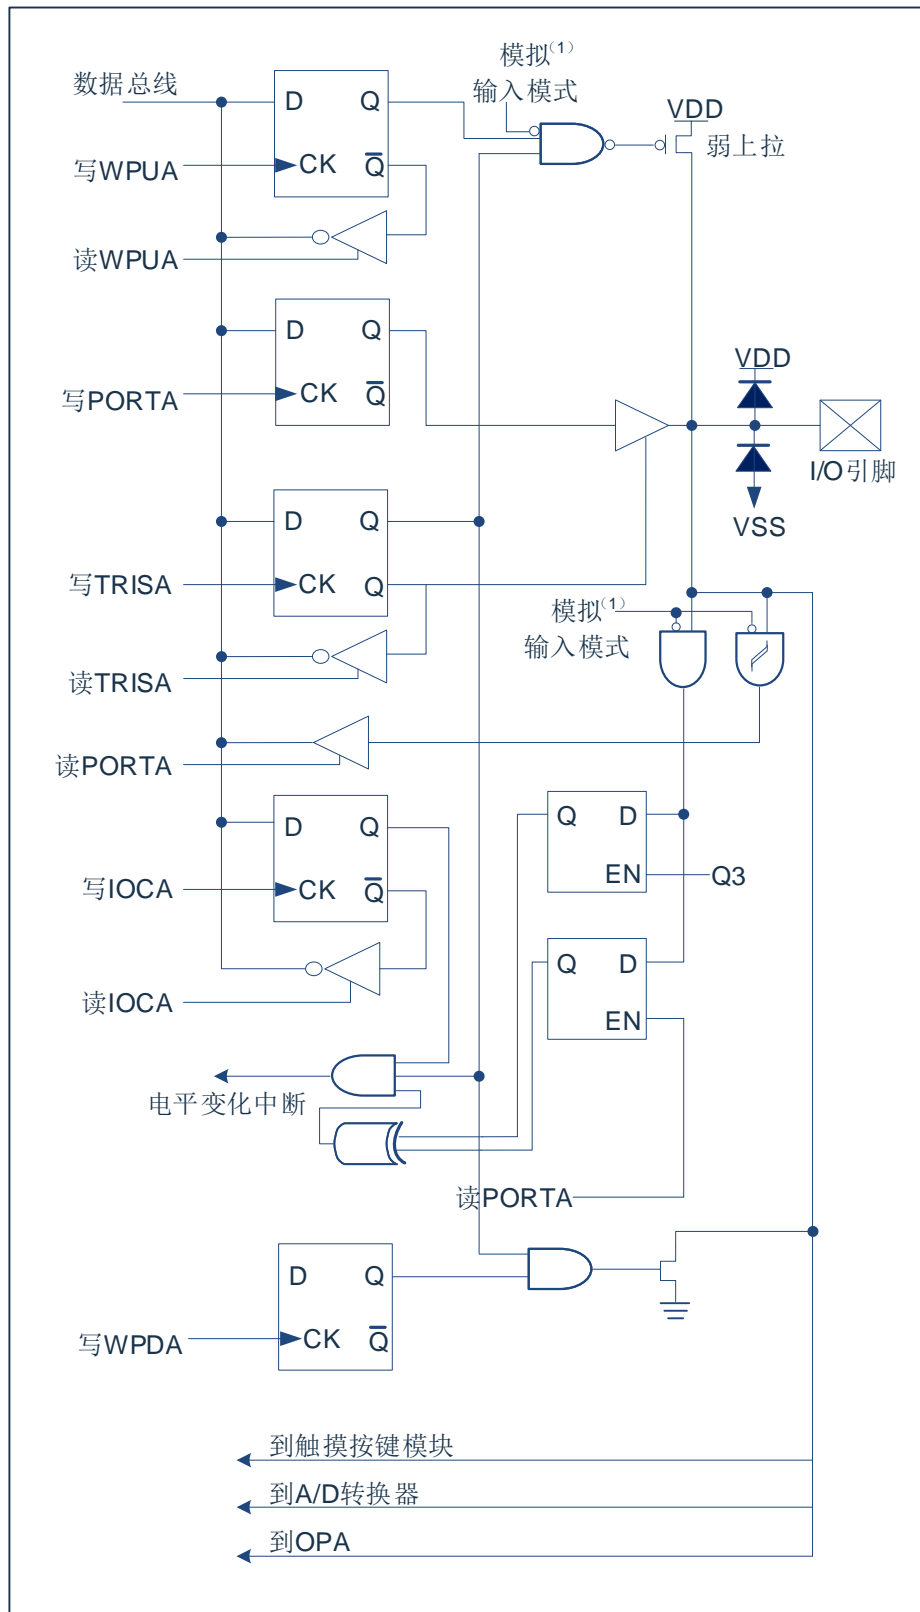 模拟(1)
输入模式
数据总线
D Q
VDD
弱上拉
写WPUA
CK Q
读WPUA
D Q
写PORTA
CK Q
VDD
I/O引脚
VSS
D Q
写TRISA
CK Q
模拟(1)
输入模式
读TRISA
读PORTA
D Q
Q D
写IOCA
CK Q
EN
Q3
Q D
读IOCA
EN
电平变化中断
读PORTA
D Q
写WPDA
CK Q
到触摸按键模块
到A/D转换器
到OPA